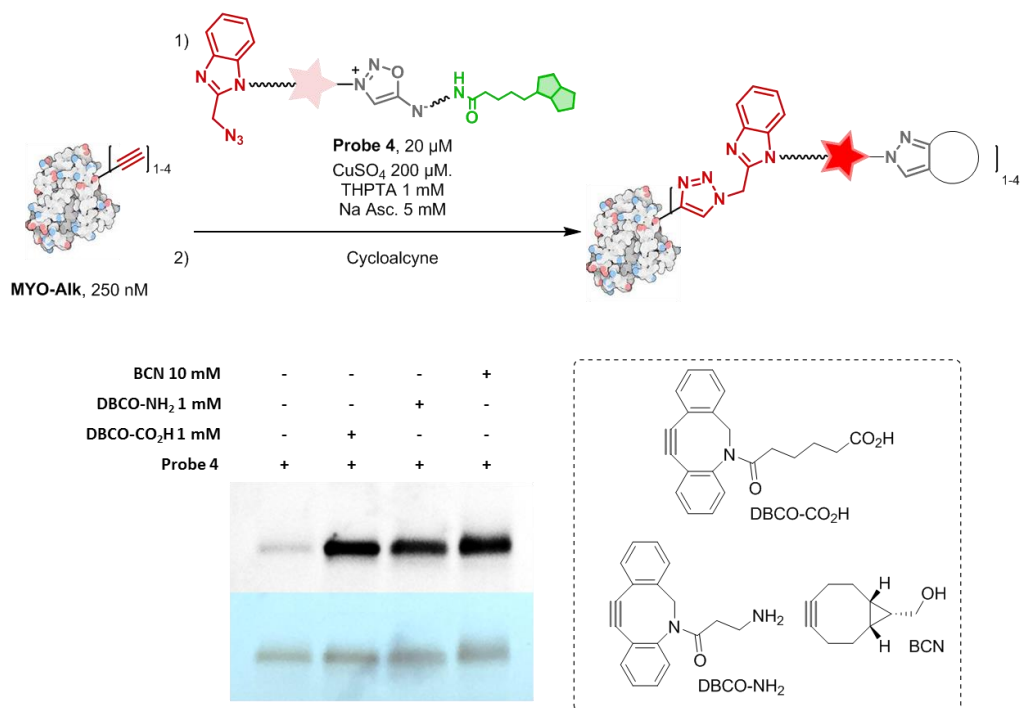 1)
N
N
N₃
+
N
N
O
N⁻
H
N
O
Probe 4, 20 µM
CuSO₄ 200 µM.
THPTA 1 mM
Na Asc. 5 mM
2)
Cycloalcyne
1-4
MYO-Alk, 250 nM
N
N
N
N
N
N
N
N
1-4
BCN 10 mM - - - +
DBCO-NH₂ 1 mM - - + -
DBCO-CO₂H 1 mM - + - -
Probe 4 + + + +
N
O
CO₂H
DBCO-CO₂H
N
O
NH₂
DBCO-NH₂
H
H
OH
BCN